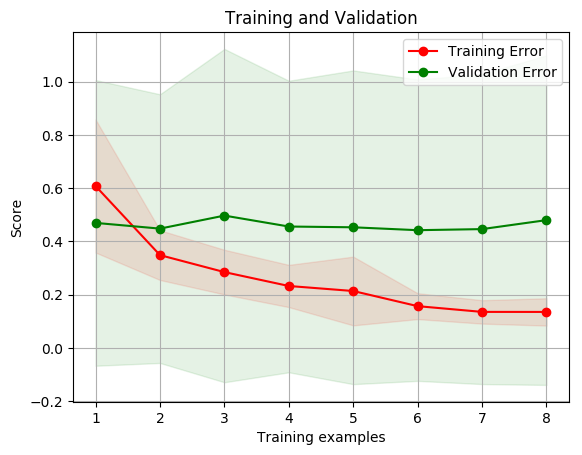 Training and Validation
Training Error
Validation Error
Score
1.0
0.8
0.6
0.4
0.2
0.0
−0.2
1 2 3 4 5 6 7 8
Training examples